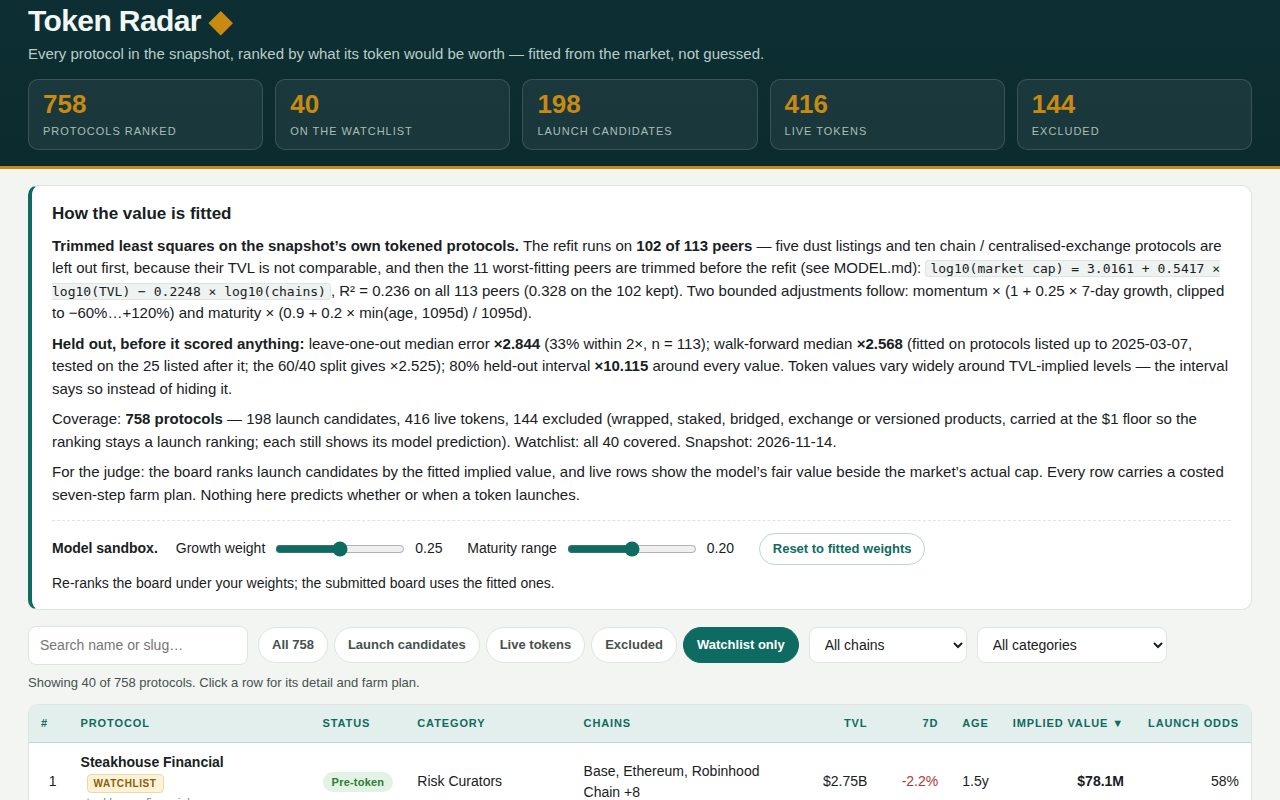 Token Radar
Every protocol in the snapshot, ranked by what its token would be worth — fitted from the market, not guessed.
758
PROTOCOLS RANKED
40
ON THE WATCHLIST
198
LAUNCH CANDIDATES
416
LIVE TOKENS
144
EXCLUDED
How the value is fitted
Trimmed least squares on the snapshot’s own tokened protocols. The refit runs on 102 of 113 peers — five dust listings and ten chain / centralised-exchange protocols are
left out first, because their TVL is not comparable, and then the 11 worst-fitting peers are trimmed before the refit (see MODEL.md): log10(market cap) = 3.0161 + 0.5417 ×
log10(TVL) − 0.2248 × log10(chains), R² = 0.236 on all 113 peers (0.328 on the 102 kept). Two bounded adjustments follow: momentum × (1 + 0.25 × 7-day growth, clipped
to −60%…+120%) and maturity × (0.9 + 0.2 × min(age, 1095d) / 1095d).
Held out, before it scored anything: leave-one-out median error ×2.844 (33% within 2×, n = 113); walk-forward median ×2.568 (fitted on protocols listed up to 2025-03-07,
tested on the 25 listed after it; the 60/40 split gives ×2.525); 80% held-out interval ×10.115 around every value. Token values vary widely around TVL-implied levels — the interval
says so instead of hiding it.
Coverage: 758 protocols — 198 launch candidates, 416 live tokens, 144 excluded (wrapped, staked, bridged, exchange or versioned products, carried at the $1 floor so the
ranking stays a launch ranking; each still shows its model prediction). Watchlist: all 40 covered. Snapshot: 2026-11-14.
For the judge: the board ranks launch candidates by the fitted implied value, and live rows show the model’s fair value beside the market’s actual cap. Every row carries a costed
seven-step farm plan. Nothing here predicts whether or when a token launches.
Model sandbox. Growth weight 0.25 Maturity range 0.20 Reset to fitted weights
Re-ranks the board under your weights; the submitted board uses the fitted ones.
Search name or slug… All 758 Launch candidates Live tokens Excluded Watchlist only All chains All categories
Showing 40 of 758 protocols. Click a row for its detail and farm plan.
# PROTOCOL STATUS CATEGORY CHAINS TVL 7D AGE IMPLIED VALUE ▼ LAUNCH ODDS
Steakhouse Financial
WATCHLIST
1 Pre-token Risk Curators Base, Ethereum, Robinhood
Chain +8 $2.75B -2.2% 1.5y $78.1M 58%